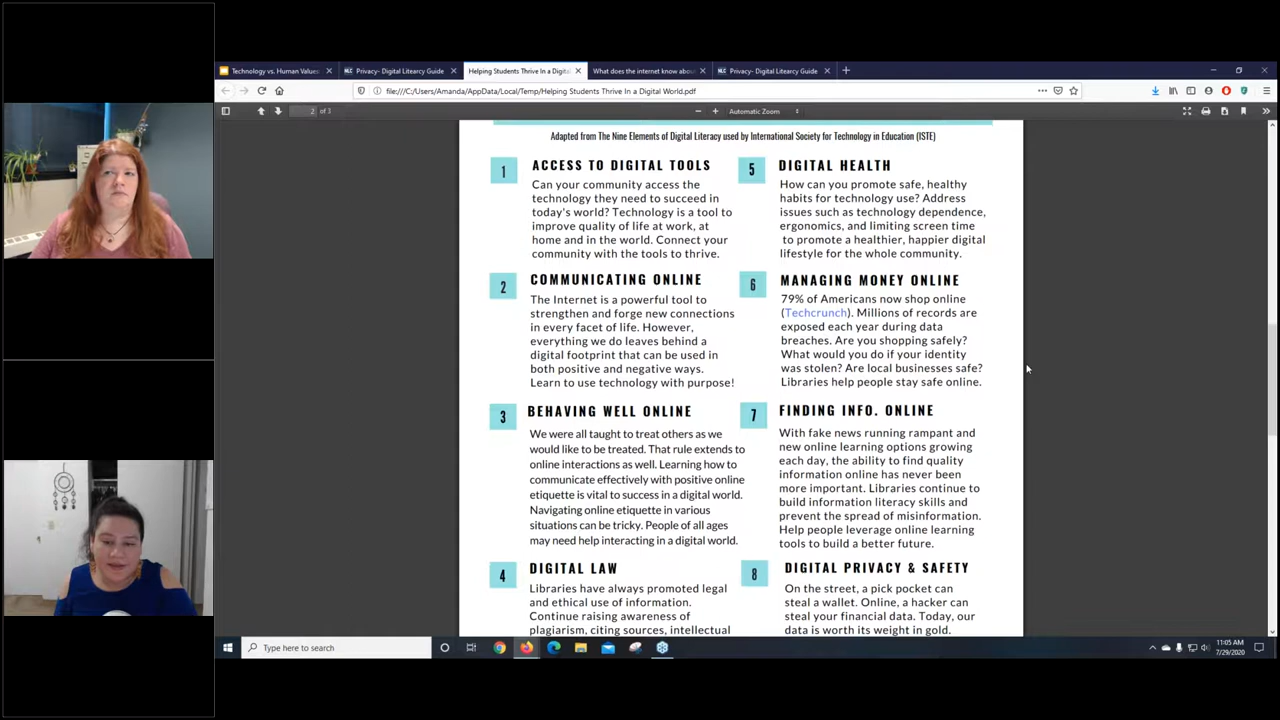 Technology vs. Human Values
Privacy- Digital Litearcy Guide
Helping Students Thrive In a Digita
What does the internet know abou
Privacy- Digital Litearcy Guide
file:///C:/Users/Amanda/AppData/Local/Temp/Helping Students Thrive In a Digital World.pdf
2 of 3
Automatic Zoom
Adapted from The Nine Elements of Digital Literacy used by International Society for Technology in Education (ISTE)
1
ACCESS TO DIGITAL TOOLS
Can your community access the
technology they need to succeed in
today's world? Technology is a tool to
improve quality of life at work, at
home and in the world. Connect your
community with the tools to thrive.
2
COMMUNICATING ONLINE
The Internet is a powerful tool to
strengthen and forge new connections
in every facet of life. However,
everything we do leaves behind a
digital footprint that can be used in
both positive and negative ways.
Learn to use technology with purpose!
3
BEHAVING WELL ONLINE
We were all taught to treat others as we
would like to be treated. That rule extends to
online interactions as well. Learning how to
communicate effectively with positive online
etiquette is vital to success in a digital world.
Navigating online etiquette in various
situations can be tricky. People of all ages
may need help interacting in a digital world.
4
DIGITAL LAW
Libraries have always promoted legal
and ethical use of information.
Continue raising awareness of
plagiarism, citing sources, intellectual
5
DIGITAL HEALTH
How can you promote safe, healthy
habits for technology use? Address
issues such as technology dependence,
ergonomics, and limiting screen time
to promote a healthier, happier digital
lifestyle for the whole community.
6
MANAGING MONEY ONLINE
79% of Americans now shop online
(Techcrunch). Millions of records are
exposed each year during data
breaches. Are you shopping safely?
What would you do if your identity
was stolen? Are local businesses safe?
Libraries help people stay safe online.
7
FINDING INFO. ONLINE
With fake news running rampant and
new online learning options growing
each day, the ability to find quality
information online has never been
more important. Libraries continue to
build information literacy skills and
prevent the spread of misinformation.
Help people leverage online learning
tools to build a better future.
8
DIGITAL PRIVACY & SAFETY
On the street, a pick pocket can
steal a wallet. Online, a hacker can
steal your financial data. Today, our
data is worth its weight in gold.
Type here to search
11:05 AM
7/29/2020